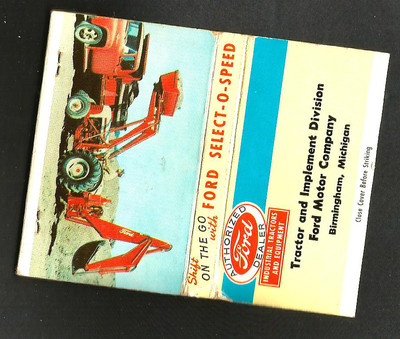 Shift
ON THE GO
with FORD SELECT-O-SPEED
AUTHORIZED
Ford
DEALER
INDUSTRIAL TRACTORS
AND EQUIPMENT
Tractor and Implement Division
Ford Motor Company
Birmingham, Michigan
Close Cover Before Striking